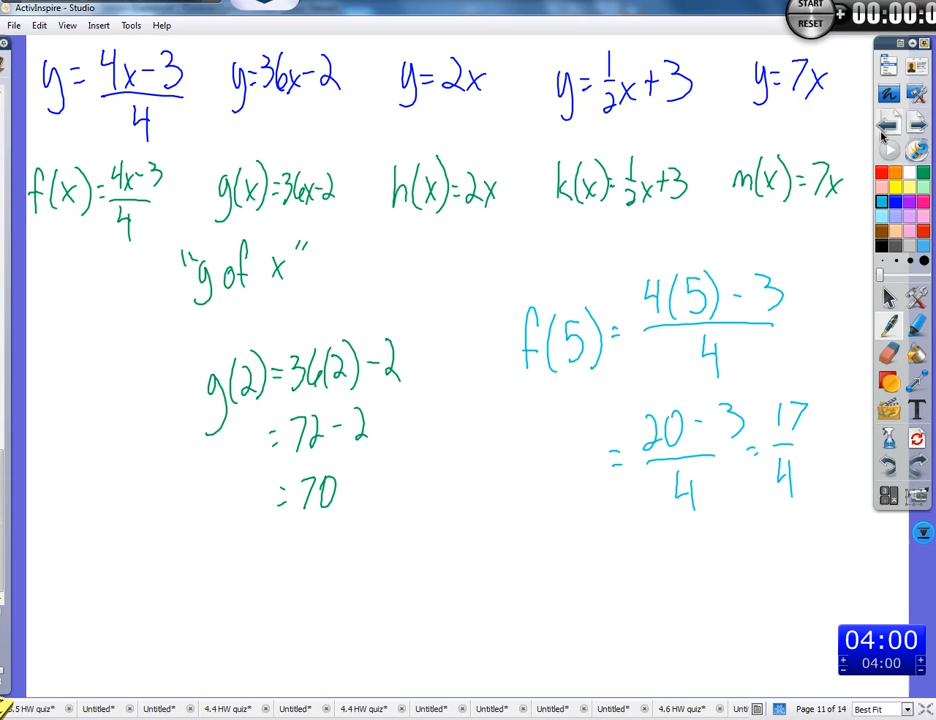 ActivInspire - Studio
START
RESET
00:00:0
File Edit View Insert Tools Help
y = 4x-3/4 y=36x-2 y=2x y=1/2x+3 y=7x
f(x)=4x-3/4 g(x)=36x-2 h(x)=2x k(x)=1/2x+3 m(x)=7x
"g of x"
f(5)= 4(5)-3/4
g(2)=36(2)-2
=72-2
= 20-3/4 = 17/4
=70
04:00
04:00
.5 HW quiz* Untitled* Untitled* 4.4 HW quiz* Untitled* 4.4 HW quiz* Untitled* Untitled* Untitled* Untitled* 4.6 HW quiz* Unti Page 11 of 14 Best Fit